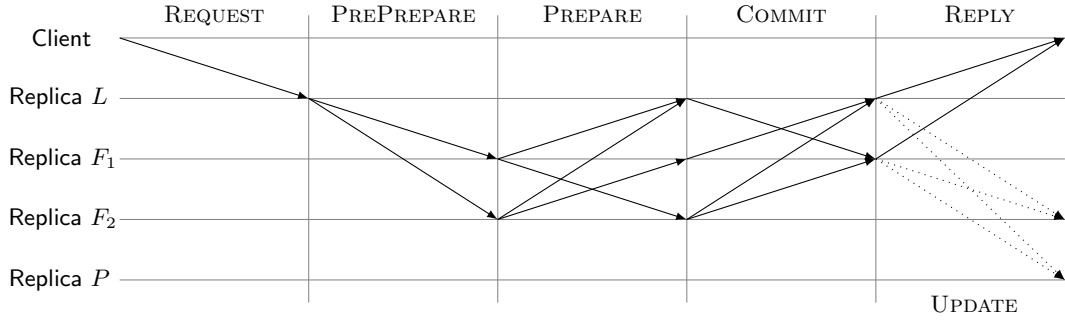 REQUEST PREPREPARE PREPARE COMMIT REPLY
Client
Replica L
Replica F₁
Replica F₂
Replica P
UPDATE